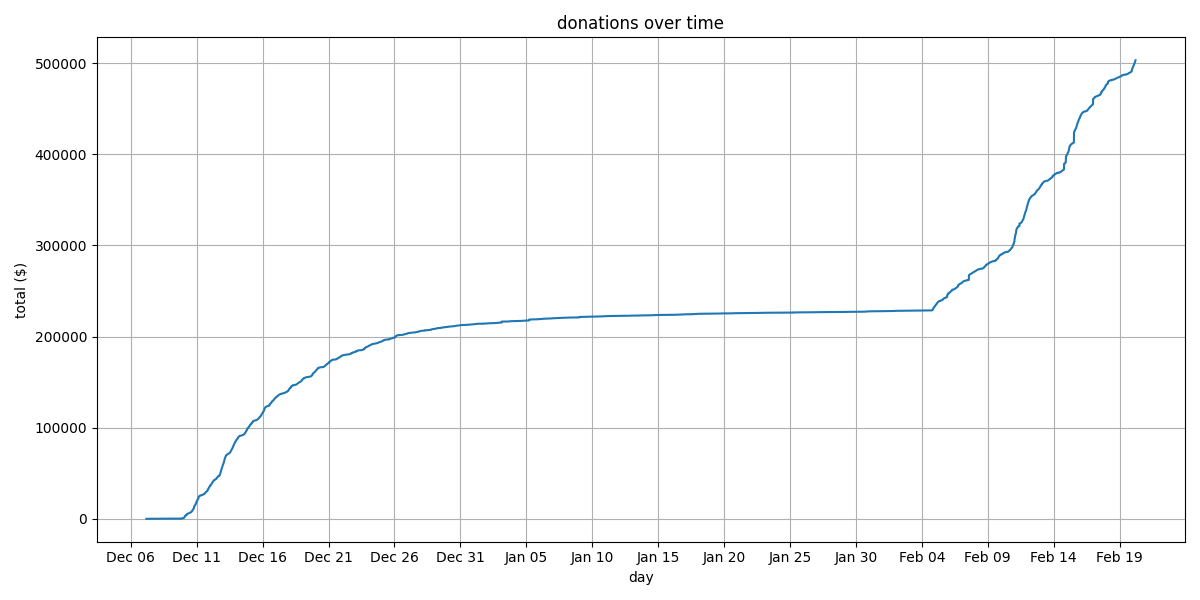 donations over time
total ($)
500000
400000
300000
200000
100000
0
Dec 06 Dec 11 Dec 16 Dec 21 Dec 26 Dec 31 Jan 05 Jan 10 Jan 15 Jan 20 Jan 25 Jan 30 Feb 04 Feb 09 Feb 14 Feb 19
day